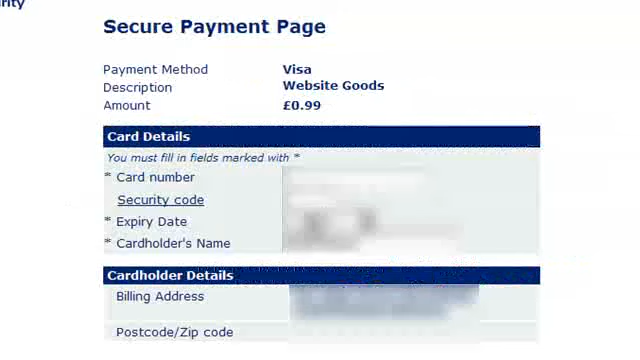 Secure Payment Page
Payment Method Visa
Description Website Goods
Amount £0.99
Card Details
You must fill in fields marked with *
* Card number
Security code
* Expiry Date
* Cardholder's Name
Cardholder Details
Billing Address
Postcode/Zip code